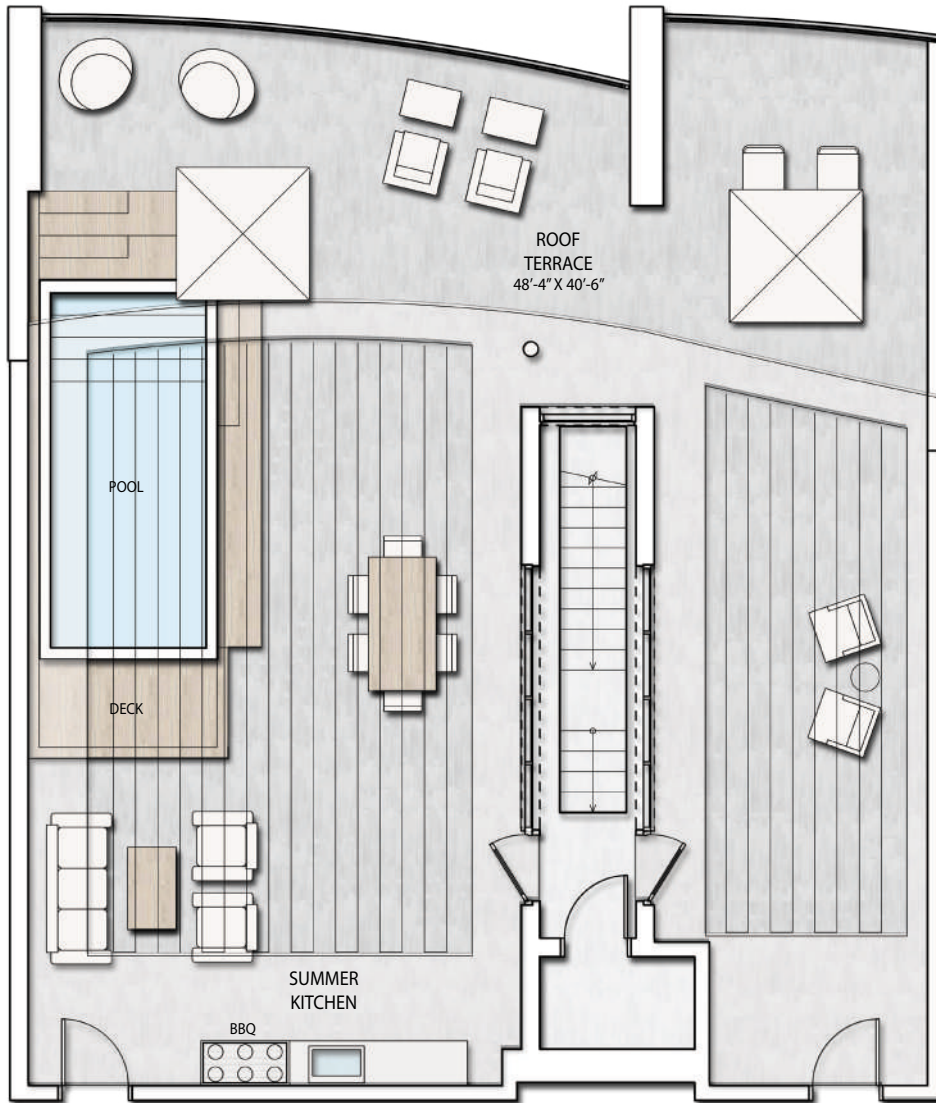 ROOF
TERRACE
48’-4” X 40’-6”
POOL
DECK
SUMMER
KITCHEN
BBQ